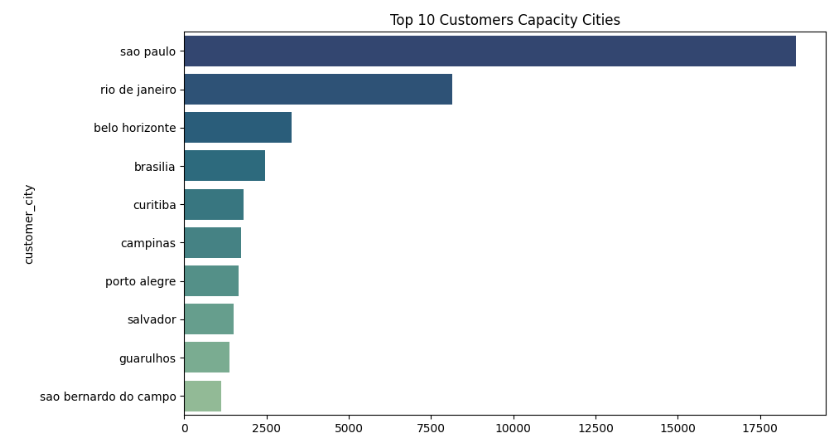 Top 10 Customers Capacity Cities
customer_city
sao paulo
rio de janeiro
belo horizonte
brasilia
curitiba
campinas
porto alegre
salvador
guarulhos
sao bernardo do campo
0 2500 5000 7500 10000 12500 15000 17500